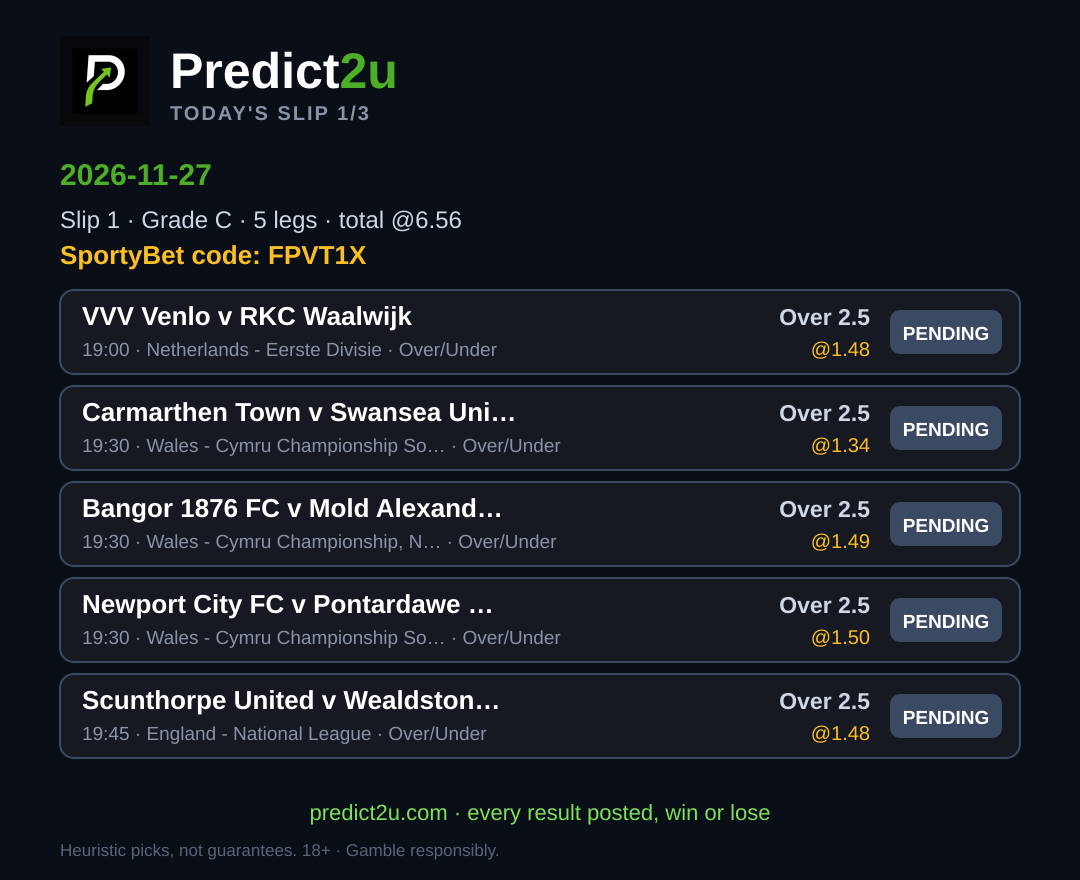 Predict2u
TODAY'S SLIP 1/3
2026-11-27
Slip 1 · Grade C · 5 legs · total @6.56
SportyBet code: FPVT1X
VVV Venlo v RKC Waalwijk
Over 2.5
PENDING
19:00 · Netherlands - Eerste Divisie · Over/Under
@1.48
Carmarthen Town v Swansea Uni…
Over 2.5
PENDING
19:30 · Wales - Cymru Championship So… · Over/Under
@1.34
Bangor 1876 FC v Mold Alexand…
Over 2.5
PENDING
19:30 · Wales - Cymru Championship, N… · Over/Under
@1.49
Newport City FC v Pontardawe …
Over 2.5
PENDING
19:30 · Wales - Cymru Championship So… · Over/Under
@1.50
Scunthorpe United v Wealdston…
Over 2.5
PENDING
19:45 · England - National League · Over/Under
@1.48
predict2u.com · every result posted, win or lose
Heuristic picks, not guarantees. 18+ · Gamble responsibly.